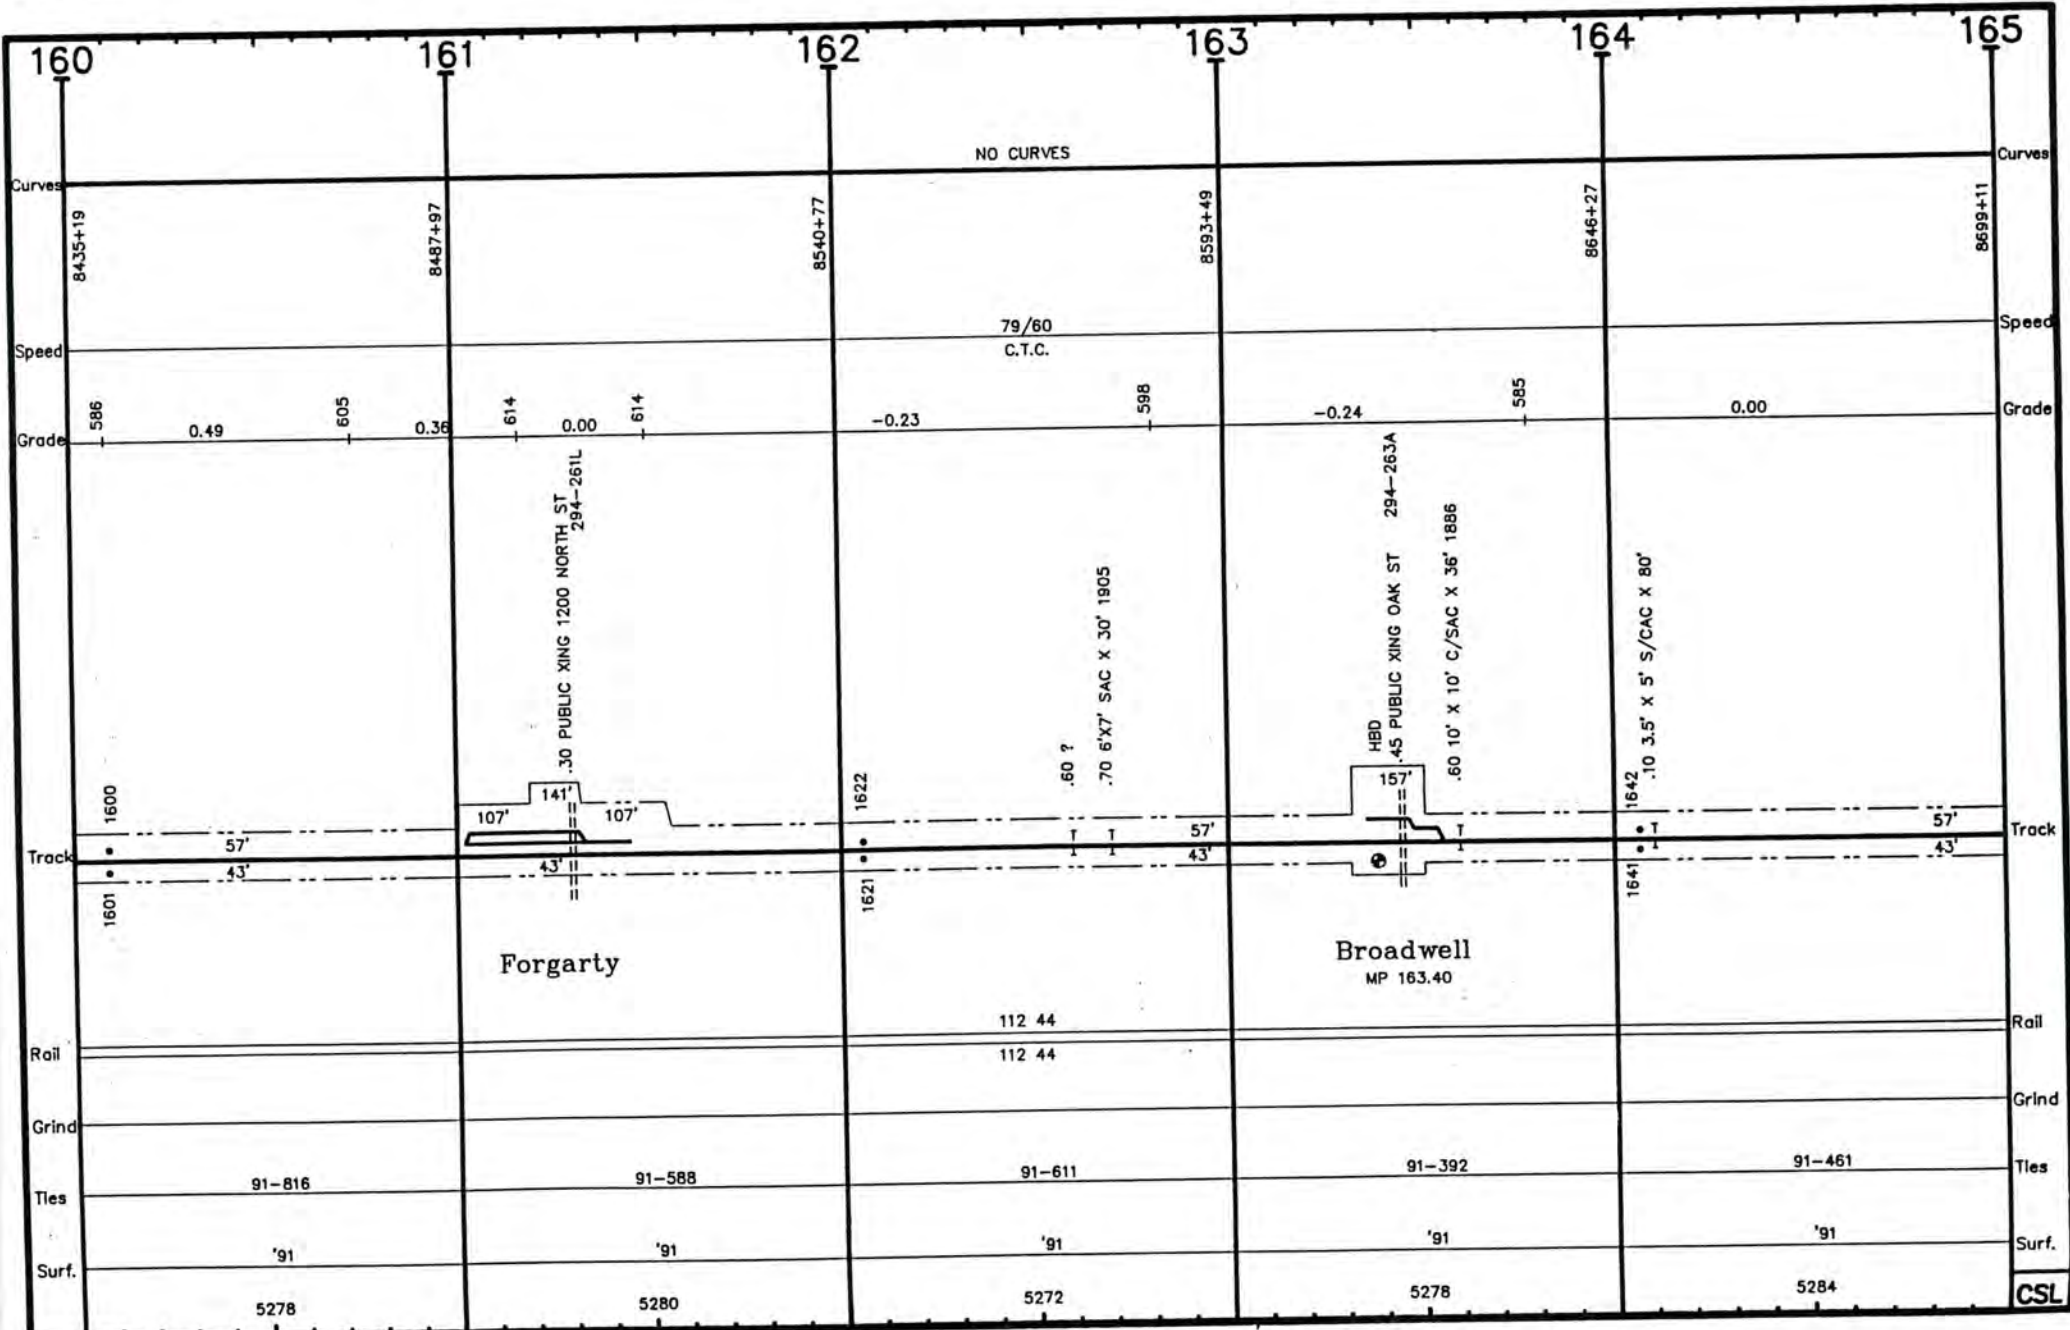 160 161 162 163 164 165
NO CURVES
Curves Curves
8435+19 8487+97 8540+77 8593+49 8646+27 8699+11
79/60
Speed Speed
C.T.C.
586 605 614 614 598 585
Grade 0.49 0.36 0.00 -0.23 -0.24 0.00 Grade
.30 PUBLIC XING 1200 NORTH ST
294-261L
.60 ?
.70 6'X7' SAC X 30' 1905
HBD
.45 PUBLIC XING OAK ST 294-263A
.60 10' X 10' C/SAC X 36' 1886
.10 3.5' X 5' S/CAC X 80'
1600 141' 1622 157' 1642
107' 107'
57' 57' 57'
Track Track
43' 43' 43' 43'
1601 1621 1641
Forgarty Broadwell
MP 163.40
112 44
Rail Rail
112 44
Grind Grind
91-816 91-588 91-611 91-392 91-461
Ties Ties
'91 '91 '91 '91 '91
Surf. Surf.
5278 5280 5272 5278 5284
CSL